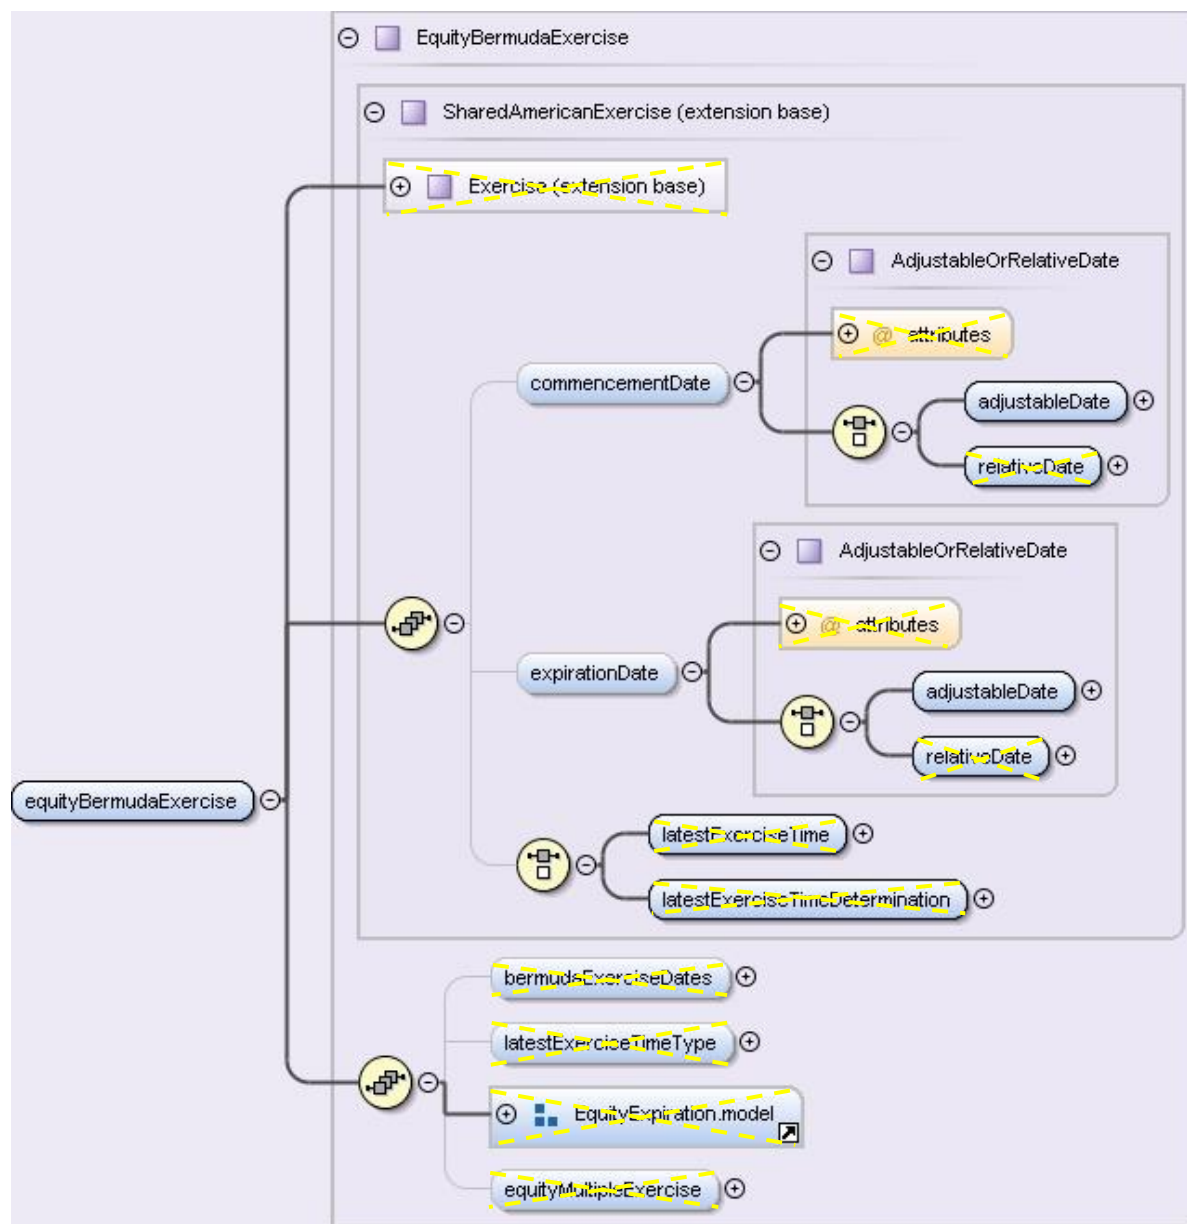 EquityBermudaExercise
SharedAmericanExercise (extension base)
Exercise (extension base)
AdjustableOrRelativeDate
@ attributes
commencementDate
adjustableDate
relativeDate
AdjustableOrRelativeDate
@ attributes
expirationDate
adjustableDate
relativeDate
equityBermudaExercise
latestExerciseTime
latestExerciseTimeDetermination
bermudaExerciseDates
latestExerciseTimeType
EquityExpiration.model
equityMultipleExercise